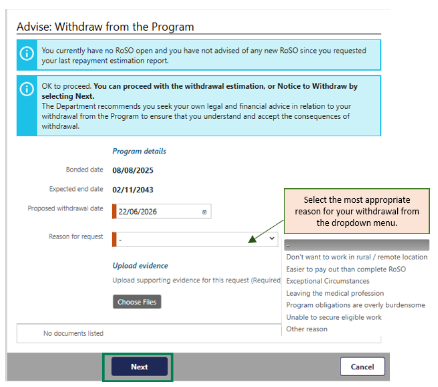 Advise: Withdraw from the Program
You currently have no RoSO open and you have not advised of any new RoSO since you requested
your last repayment estimation report.
OK to proceed. You can proceed with the withdrawal estimation, or Notice to Withdraw by
selecting Next.
The Department recommends you seek your own legal and financial advice in relation to your
withdrawal from the Program to ensure that you understand and accept the consequences of
withdrawal.
Program details
Bonded date 08/08/2025
Expected end date 02/11/2043
Proposed withdrawal date 22/06/2026
Select the most appropriate
reason for your withdrawal from
the dropdown menu.
Reason for request -
Don't want to work in rural / remote location
Easier to pay out than complete RoSO
Exceptional Circumstances
Leaving the medical profession
Program obligations are overly burdensome
Unable to secure eligible work
Other reason
Upload evidence
Upload supporting evidence for this request (Required
Choose Files
No documents listed
Next
Cancel